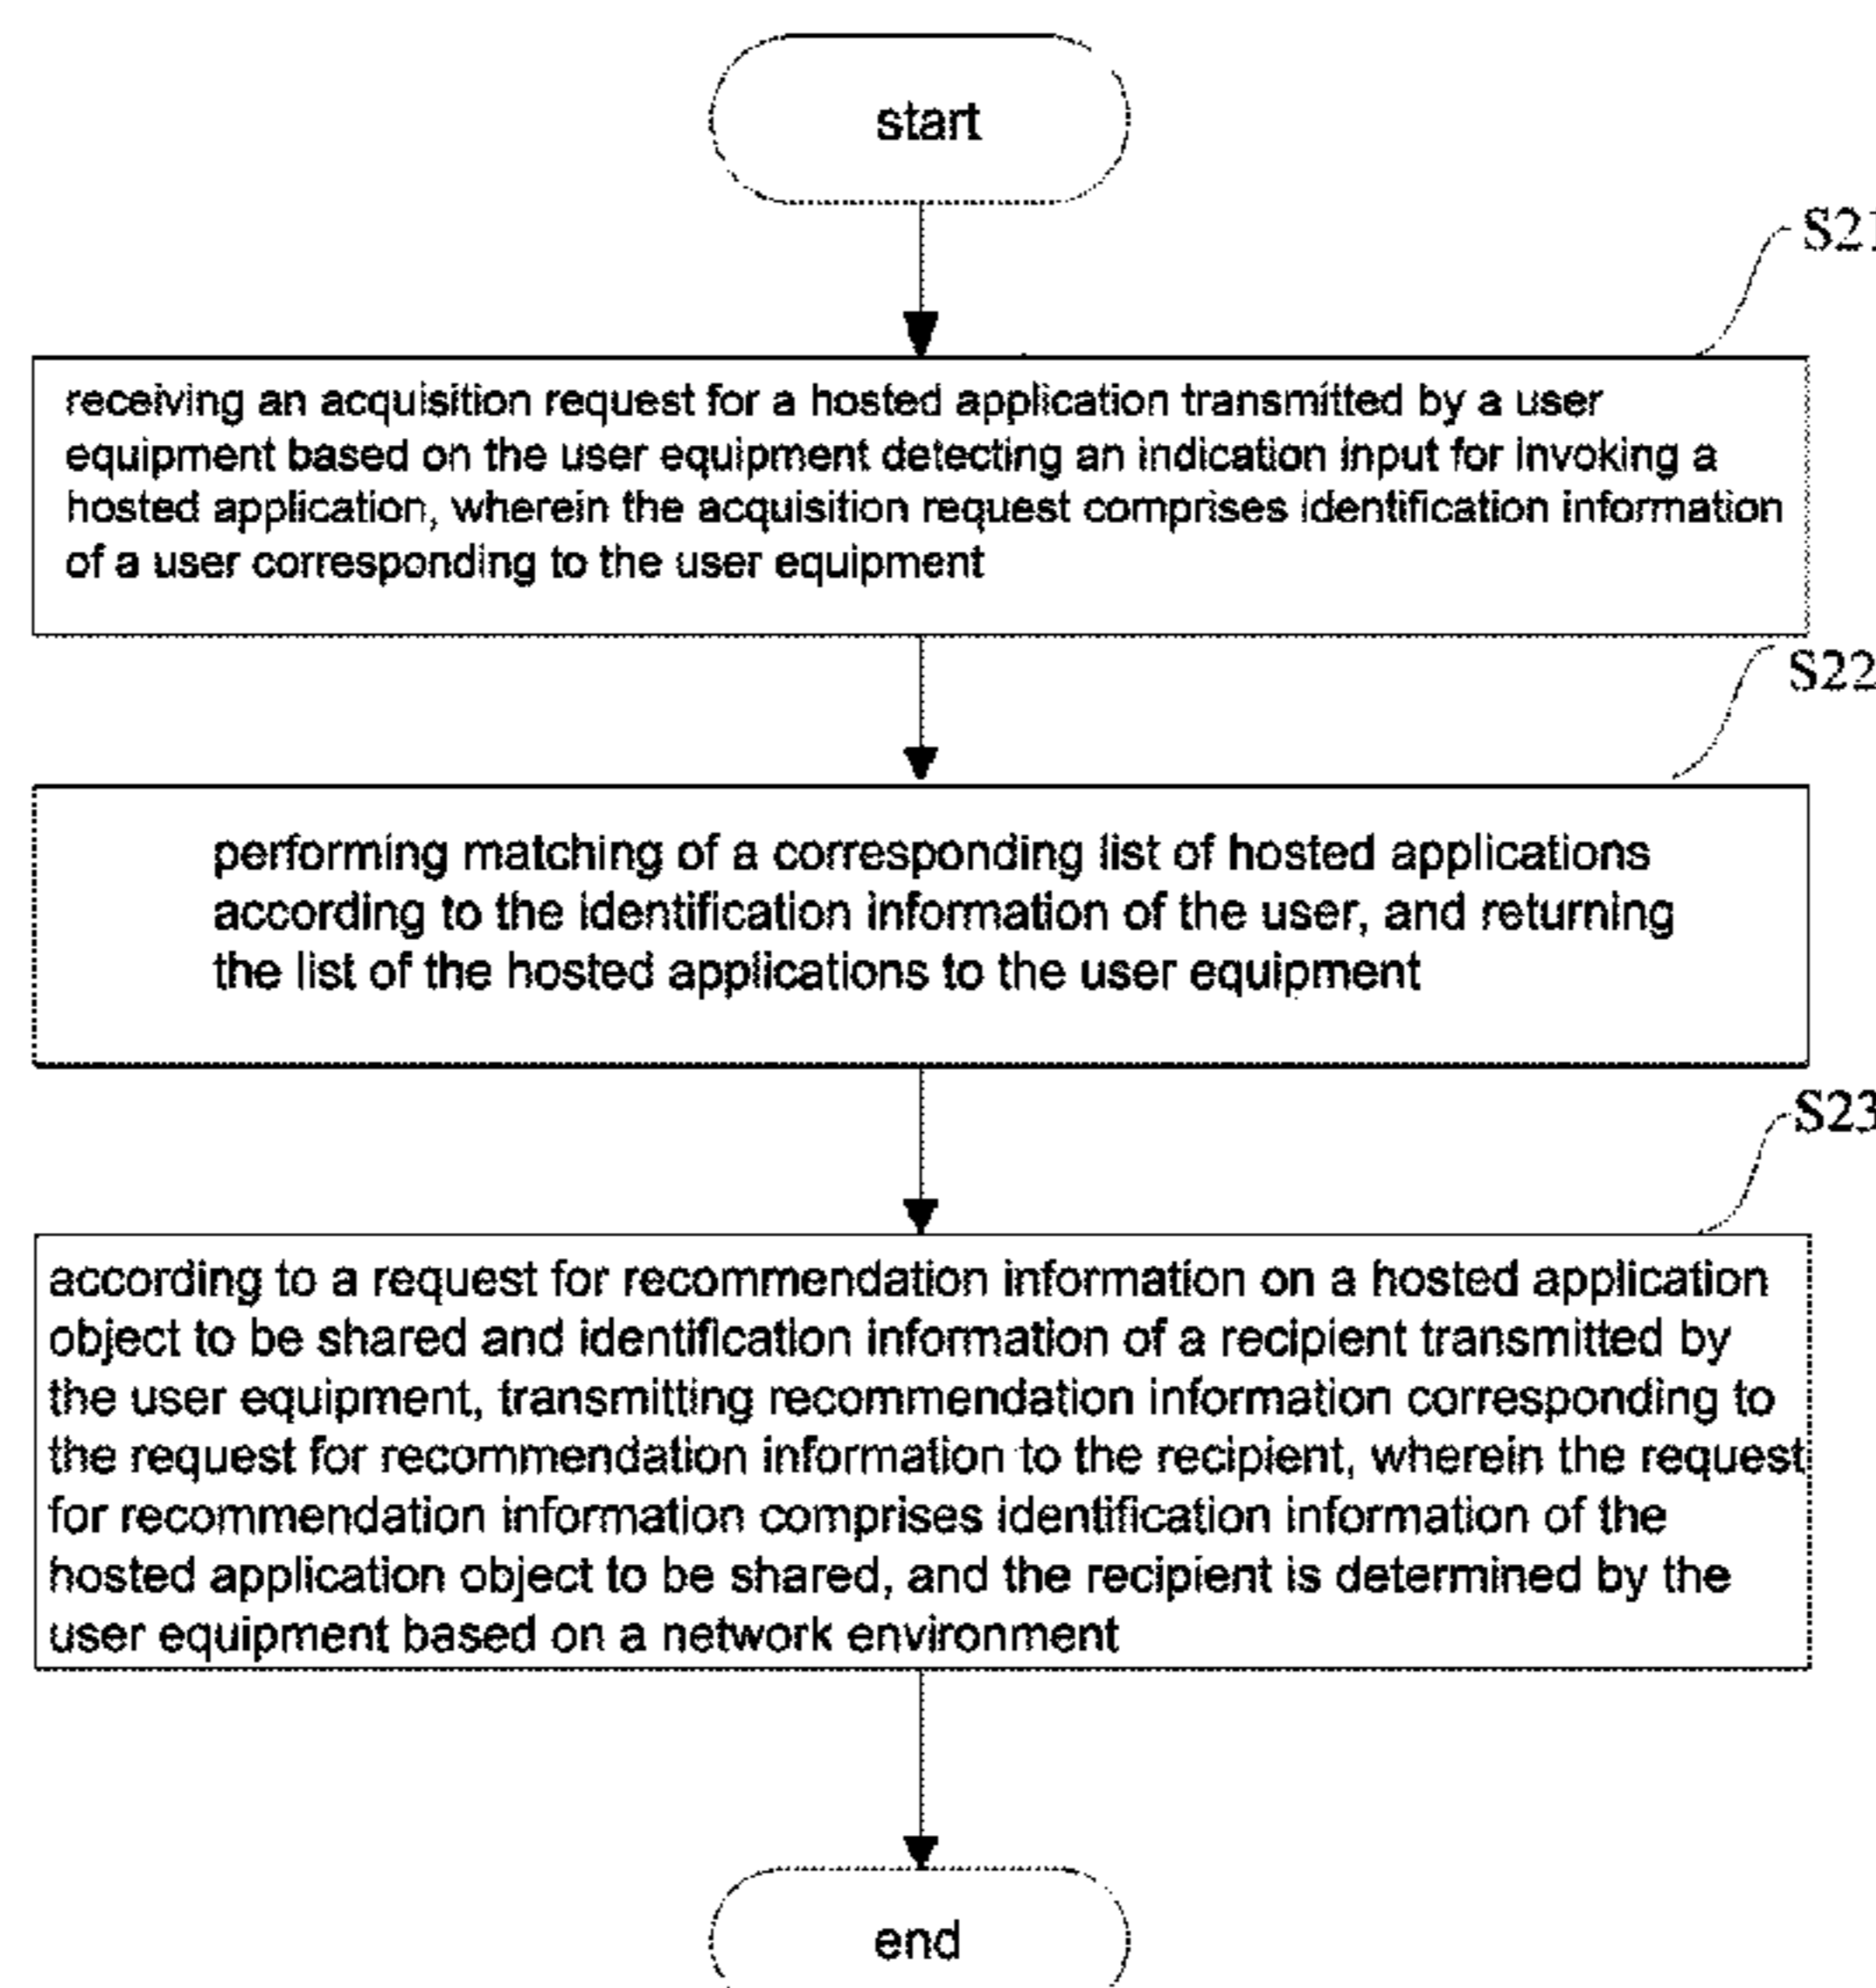 start
S21
receiving an acquisition request for a hosted application transmitted by a user
equipment based on the user equipment detecting an indication input for invoking a
hosted application, wherein the acquisition request comprises identification information
of a user corresponding to the user equipment
S22
performing matching of a corresponding list of hosted applications
according to the identification information of the user, and returning
the list of the hosted applications to the user equipment
S23
according to a request for recommendation information on a hosted application
object to be shared and identification information of a recipient transmitted by
the user equipment, transmitting recommendation information corresponding to
the request for recommendation information to the recipient, wherein the request
for recommendation information comprises identification information of the
hosted application object to be shared, and the recipient is determined by the
user equipment based on a network environment
end